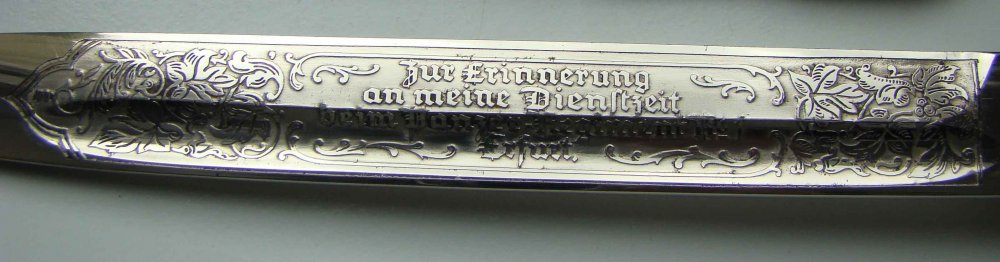 Zur Erinnerung
an meine Dienstzeit
beim Panzer-Regiment
Erfurt.